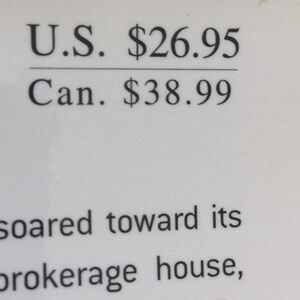 U.S. $26.95
Can. $38.99
soared toward its
brokerage house,